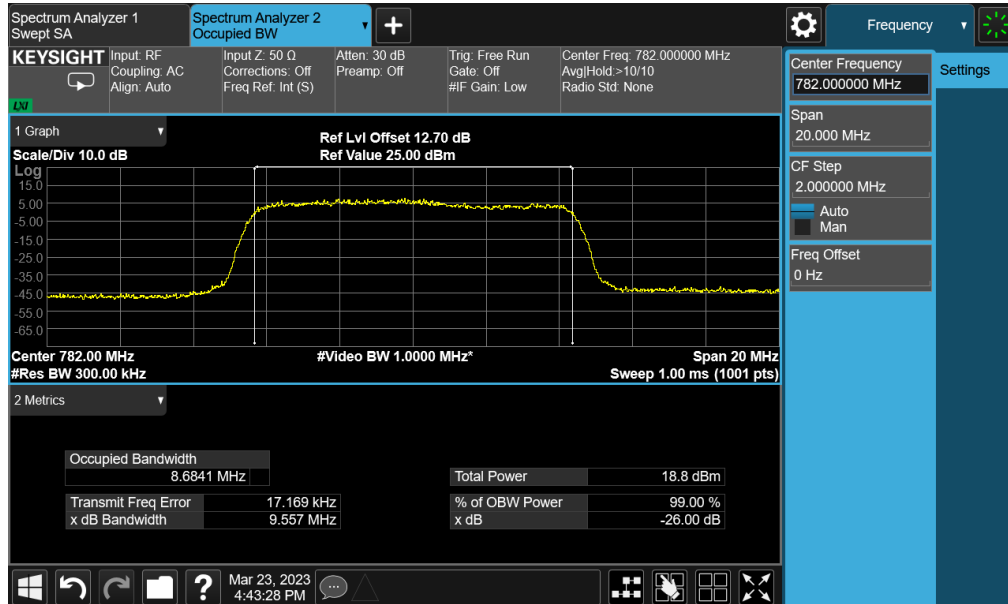 Spectrum Analyzer 1
Swept SA
Spectrum Analyzer 2
Occupied BW
Frequency
KEYSIGHT
LXI
Input: RF
Coupling: AC
Align: Auto
Input Z: 50 Ω
Corrections: Off
Freq Ref: Int (S)
Atten: 30 dB
Preamp: Off
Trig: Free Run
Gate: Off
#IF Gain: Low
Center Freq: 782.000000 MHz
Avg|Hold:>10/10
Radio Std: None
Center Frequency
782.000000 MHz
Settings
Span
20.000 MHz
CF Step
2.000000 MHz
Auto
Man
Freq Offset
0 Hz
1 Graph
Scale/Div 10.0 dB
Ref Lvl Offset 12.70 dB
Ref Value 25.00 dBm
Log
15.0
5.00
-5.00
-15.0
-25.0
-35.0
-45.0
-55.0
-65.0
Center 782.00 MHz
#Video BW 1.0000 MHz*
Span 20 MHz
#Res BW 300.00 kHz
Sweep 1.00 ms (1001 pts)
2 Metrics
Occupied Bandwidth
8.6841 MHz
Total Power 18.8 dBm
Transmit Freq Error 17.169 kHz
% of OBW Power 99.00 %
x dB Bandwidth 9.557 MHz
x dB -26.00 dB
?
Mar 23, 2023
4:43:28 PM